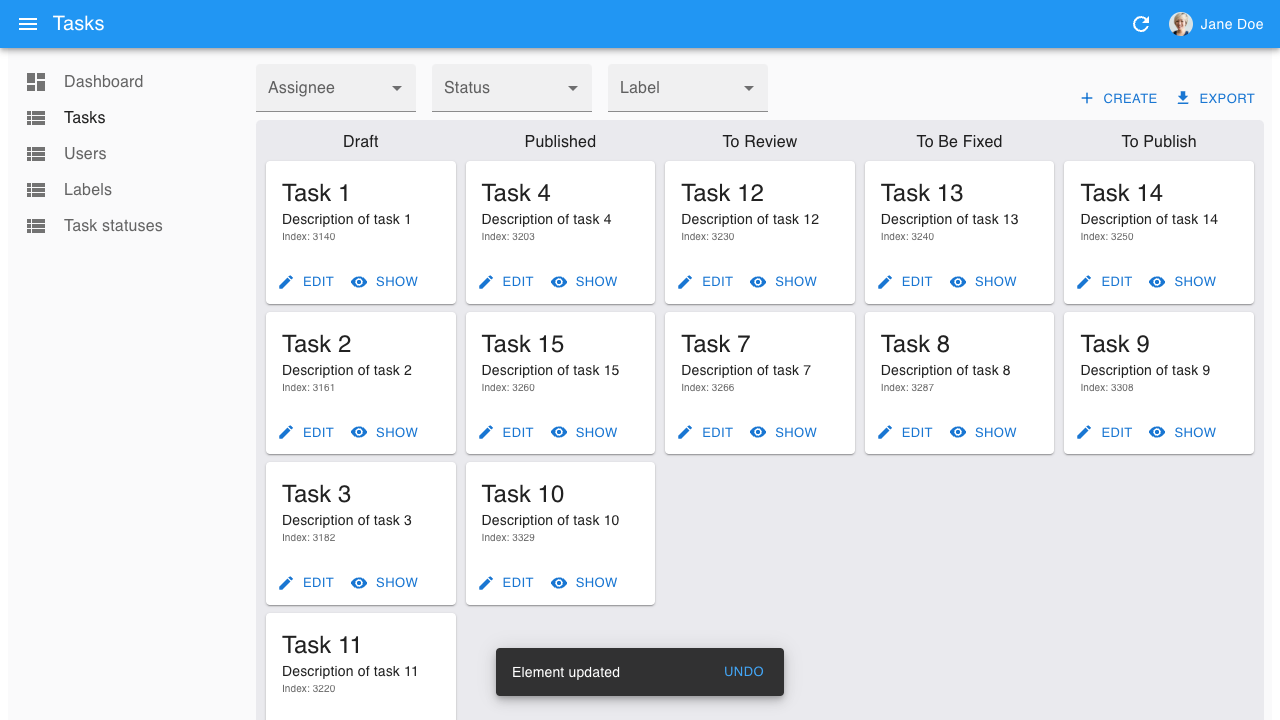 Tasks
Jane Doe
Dashboard
Tasks
Users
Labels
Task statuses
Assignee
Status
Label
CREATE
EXPORT
Draft
Task 1
Description of task 1
Index: 3140
EDIT SHOW
Task 2
Description of task 2
Index: 3161
EDIT SHOW
Task 3
Description of task 3
Index: 3182
EDIT SHOW
Task 11
Description of task 11
Index: 3220
Published
Task 4
Description of task 4
Index: 3203
EDIT SHOW
Task 15
Description of task 15
Index: 3260
EDIT SHOW
Task 10
Description of task 10
Index: 3329
EDIT SHOW
To Review
Task 12
Description of task 12
Index: 3230
EDIT SHOW
Task 7
Description of task 7
Index: 3266
EDIT SHOW
To Be Fixed
Task 13
Description of task 13
Index: 3240
EDIT SHOW
Task 8
Description of task 8
Index: 3287
EDIT SHOW
To Publish
Task 14
Description of task 14
Index: 3250
EDIT SHOW
Task 9
Description of task 9
Index: 3308
EDIT SHOW
Element updated UNDO